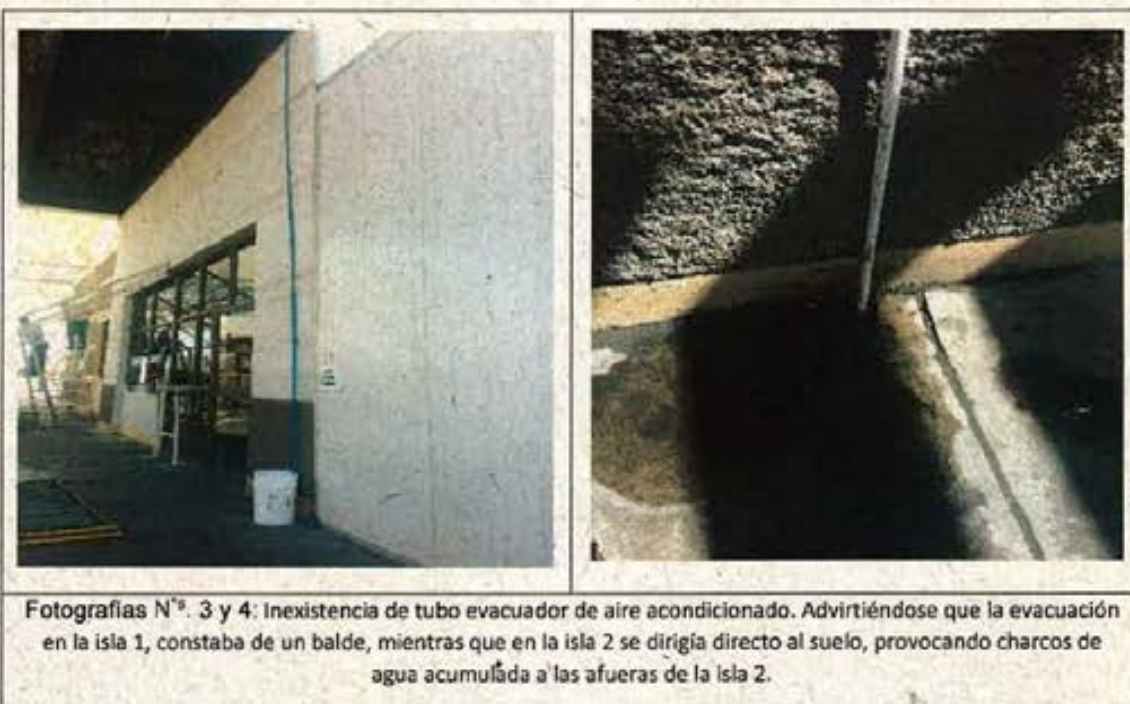 Fotografias N°ˢ. 3 y 4: Inexistencia de tubo evacuador de aire acondicionado. Advirtiéndose que la evacuación
en la isla 1, constaba de un balde, mientras que en la isla 2 se dirigía directo al suelo, provocando charcos de
agua acumulada a las afueras de la isla 2.